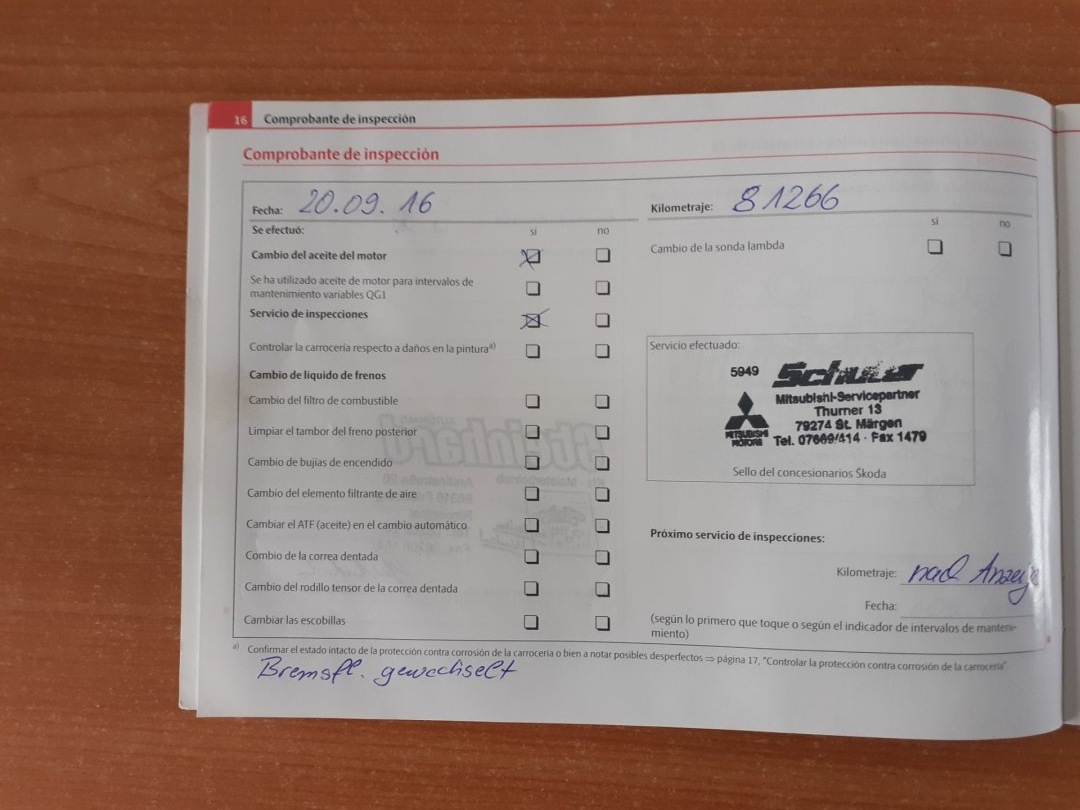 16 Comprobante de inspección
Comprobante de inspección
Fecha: 20.09.16
Kilometraje: 81266
Se efectuó: sí no
Cambio del aceite del motor
Se ha utilizado aceite de motor para intervalos de
mantenimiento variables QG1
Servicio de inspecciones
Controlar la carrocería respecto a daños en la pintura a)
Cambio de liquido de frenos
Cambio del filtro de combustible
Limpiar el tambor del freno posterior
Cambio de bujías de encendido
Cambio del elemento filtrante de aire
Cambiar el ATF (aceite) en el cambio automático
Combio de la correa dentada
Cambio del rodillo tensor de la correa dentada
Cambiar las escobillas
sí no
Cambio de la sonda lambda
Servicio efectuado:
5949 Schuler
Mitsubishi-Servicepartner
Thurner 13
79274 St. Märgen
MITSUBISHI
MOTORS
Tel. 07669/414 · Fax 1479
Sello del concesionarios Škoda
Próximo servicio de inspecciones:
Kilometraje: nach Anzeige
Fecha:
(según lo primero que toque o según el indicador de intervalos de manteni-
miento)
a) Confirmar el estado intacto de la protección contra corrosión de la carroceria o bien a notar posibles desperfectos ⇒ página 17, "Controlar la protección contra corrosión de la carrocería"
Bremsfl. gewechselt